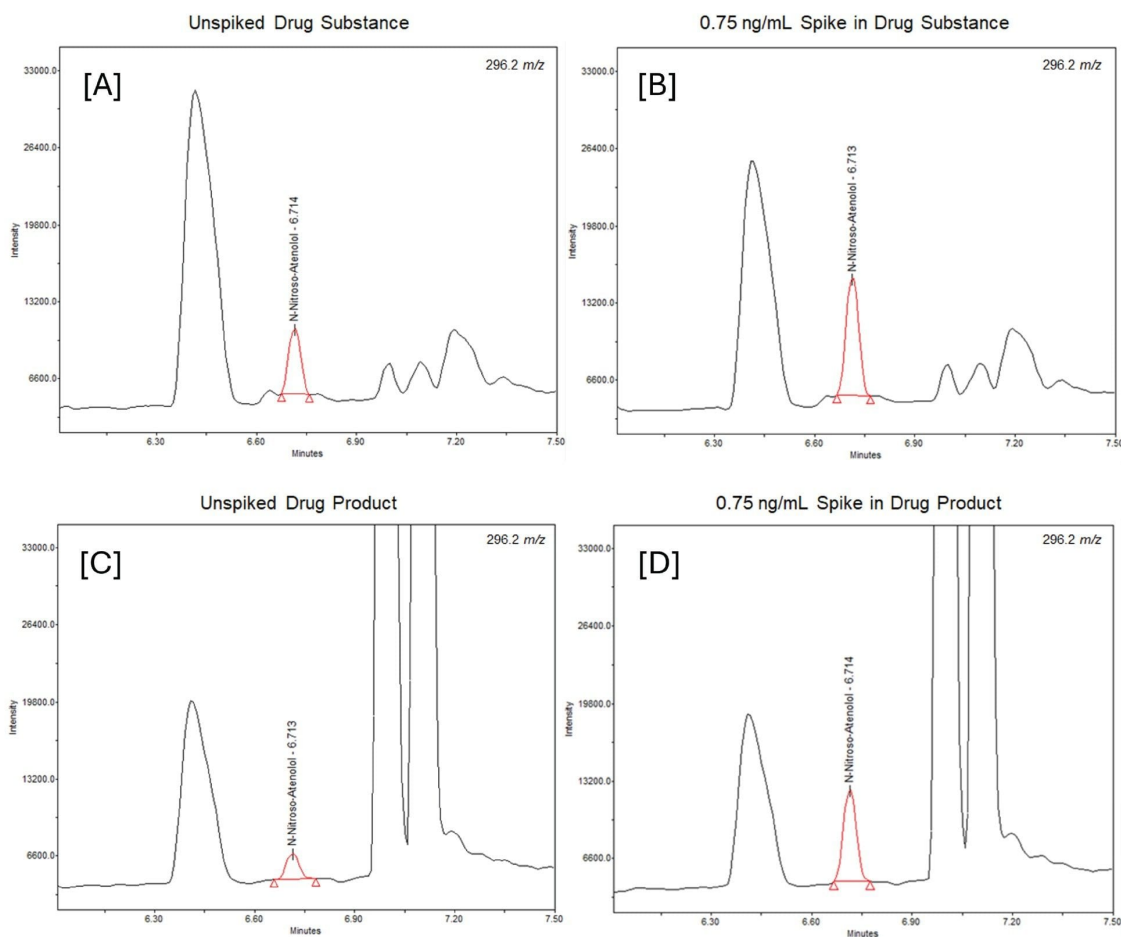 Unspiked Drug Substance
[A]
296.2 m/z
33000.0
26400.0
19800.0
13200.0
6600.0
Intensity
N-Nitroso-Atenolol - 6.714
6.30
6.60
6.90
7.20
7.50
Minutes
0.75 ng/mL Spike in Drug Substance
[B]
296.2 m/z
33000.0
26400.0
19800.0
13200.0
6600.0
Intensity
N-Nitroso-Atenolol - 6.713
6.30
6.60
6.90
7.20
7.50
Minutes
Unspiked Drug Product
[C]
296.2 m/z
33000.0
26400.0
19800.0
13200.0
6600.0
Intensity
N-Nitroso-Atenolol - 6.713
6.30
6.60
6.90
7.20
7.50
Minutes
0.75 ng/mL Spike in Drug Product
[D]
296.2 m/z
33000.0
26400.0
19800.0
13200.0
6600.0
Intensity
N-Nitroso-Atenolol - 6.714
6.30
6.60
6.90
7.20
7.50
Minutes